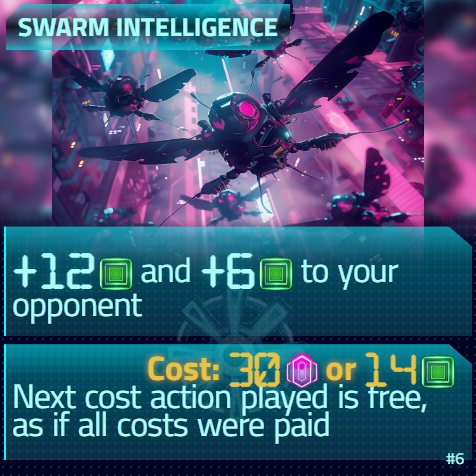 SWARM INTELLIGENCE
+12 and +6 to your
opponent
Cost: 30 or 14
Next cost action played is free,
as if all costs were paid
#6